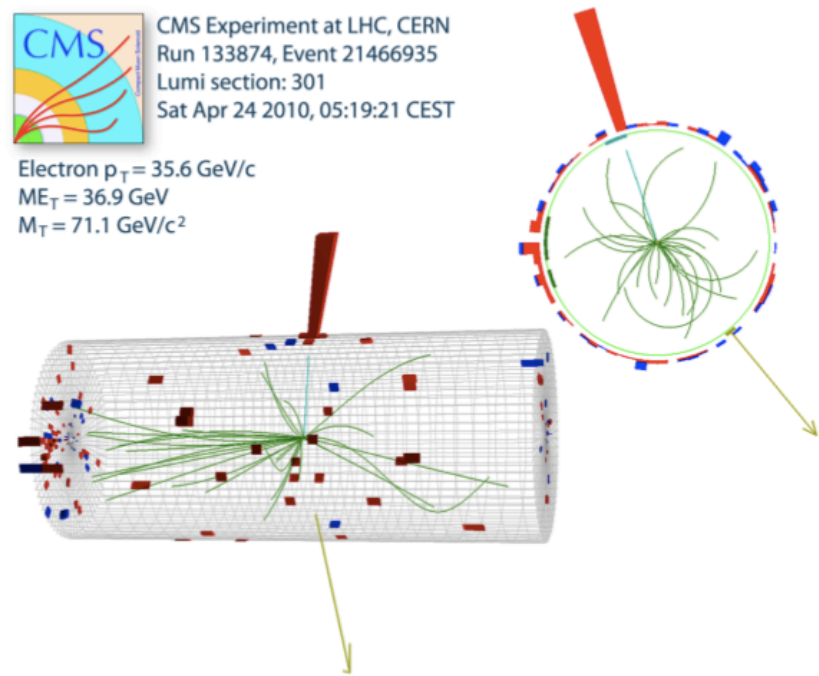 CMS
CMS Experiment at LHC, CERN
Run 133874, Event 21466935
Lumi section: 301
Sat Apr 24 2010, 05:19:21 CEST
Electron pT = 35.6 GeV/c
MET = 36.9 GeV
MT = 71.1 GeV/c²